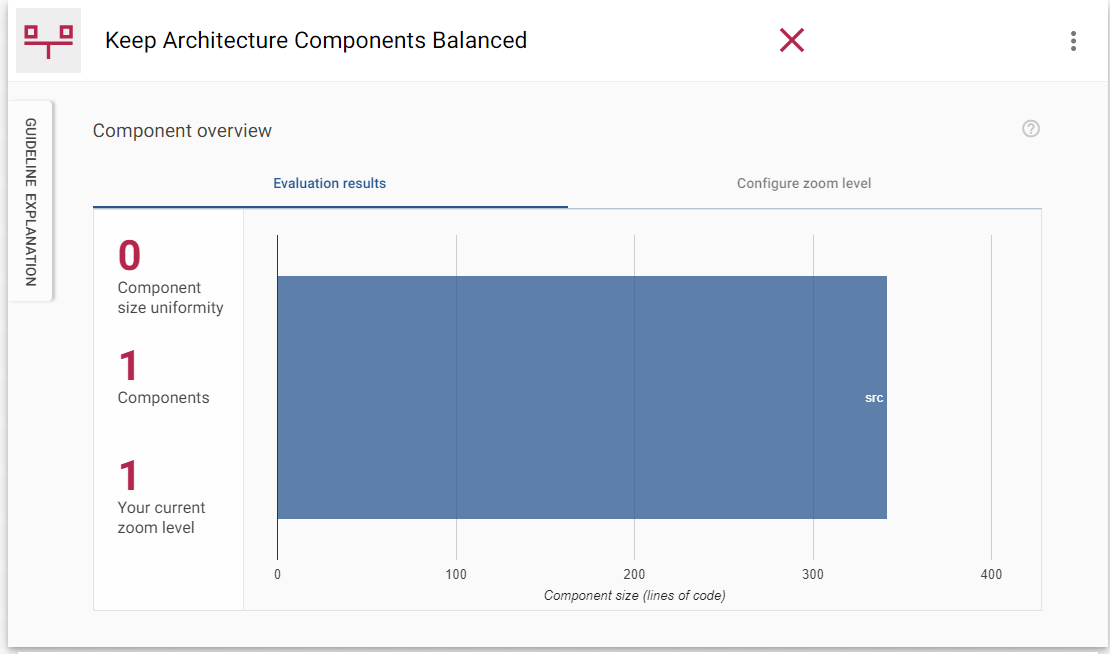 Keep Architecture Components Balanced
GUIDELINE EXPLANATION
Component overview
Evaluation results
Configure zoom level
0
Component
size uniformity
1
Components
1
Your current
zoom level
src
0 100 200 300 400
Component size (lines of code)